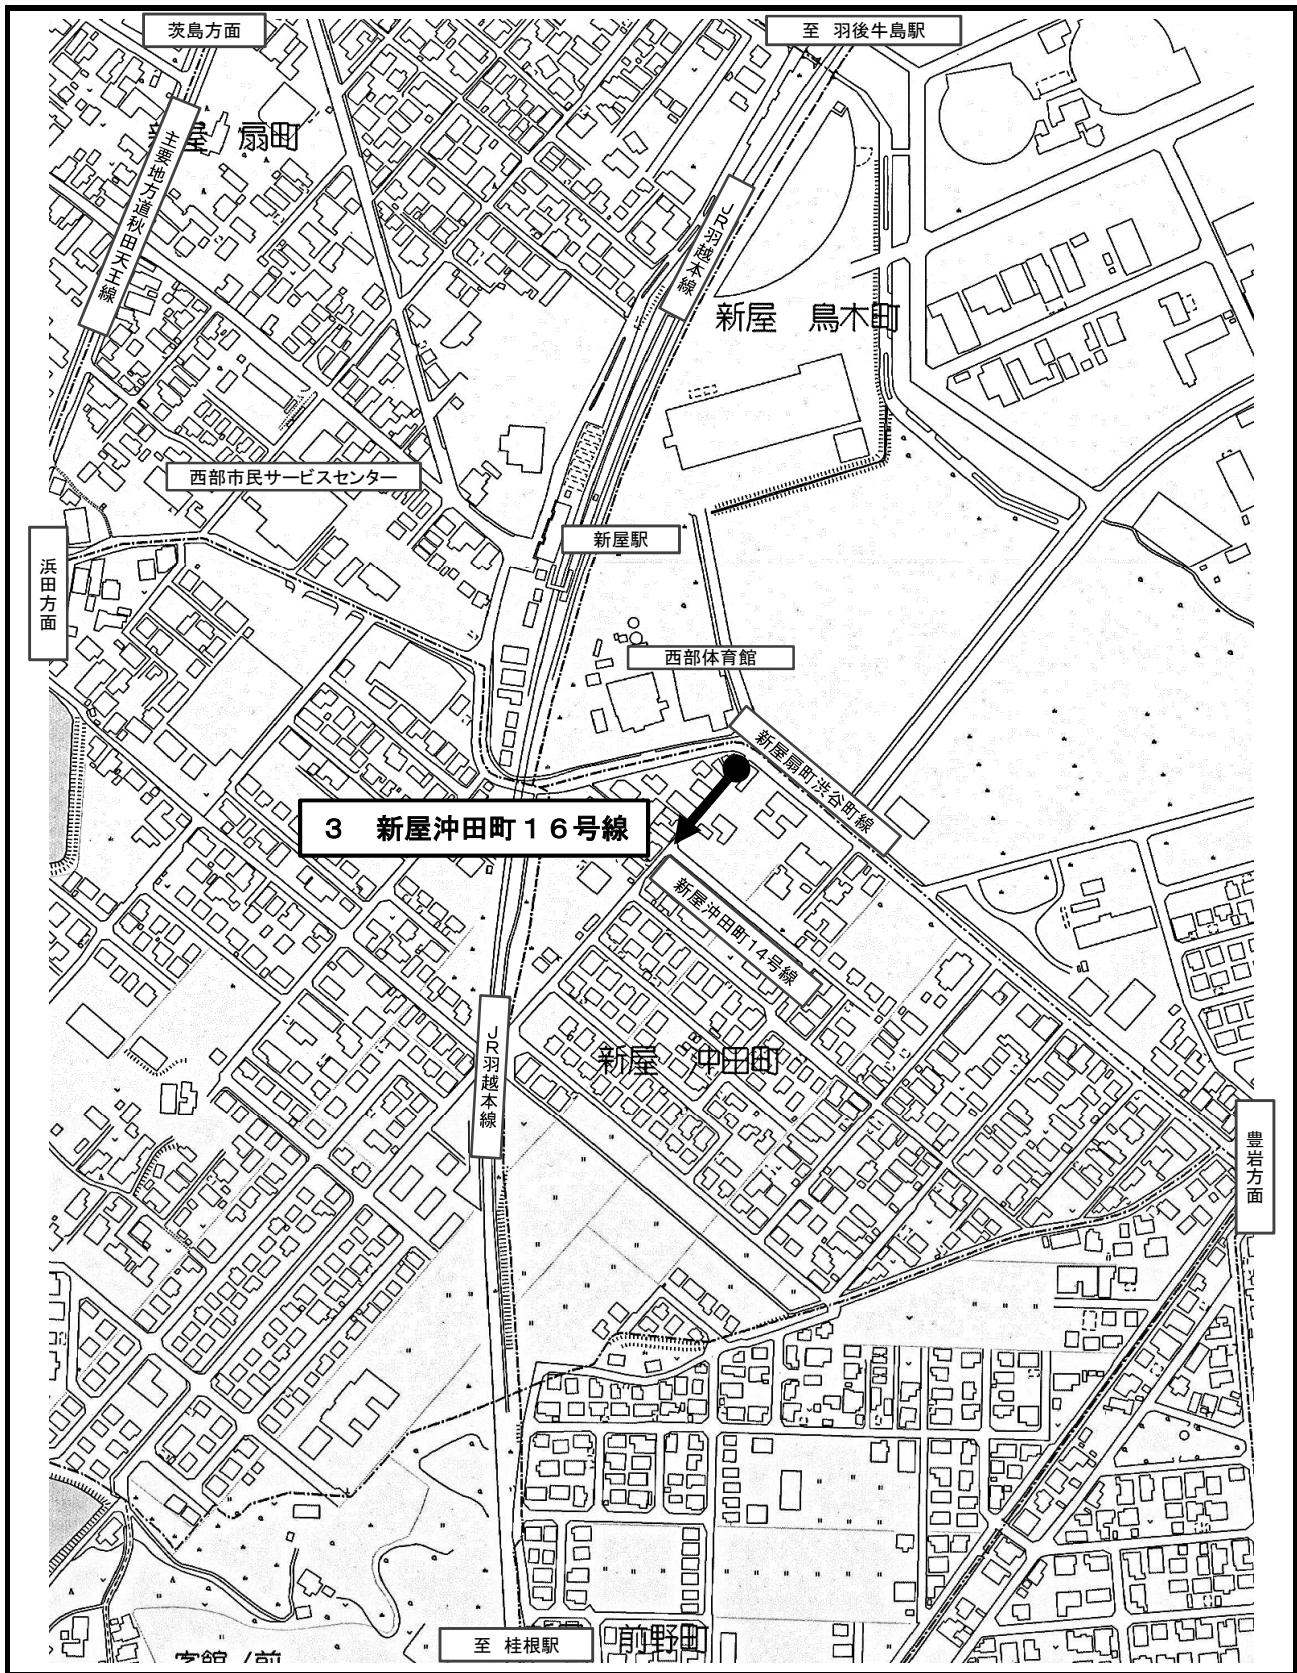 茨島方面
至 羽後牛島駅
新屋 扇町
主要地方道秋田天王線
JR羽越本線
新屋 鳥木町
西部市民サービスセンター
新屋駅
浜田方面
西部体育館
新屋扇町渋谷町線
3 新屋沖田町16号線
新屋沖田町14号線
JR羽越本線
新屋 沖田町
豊岩方面
至 桂根駅
前野町